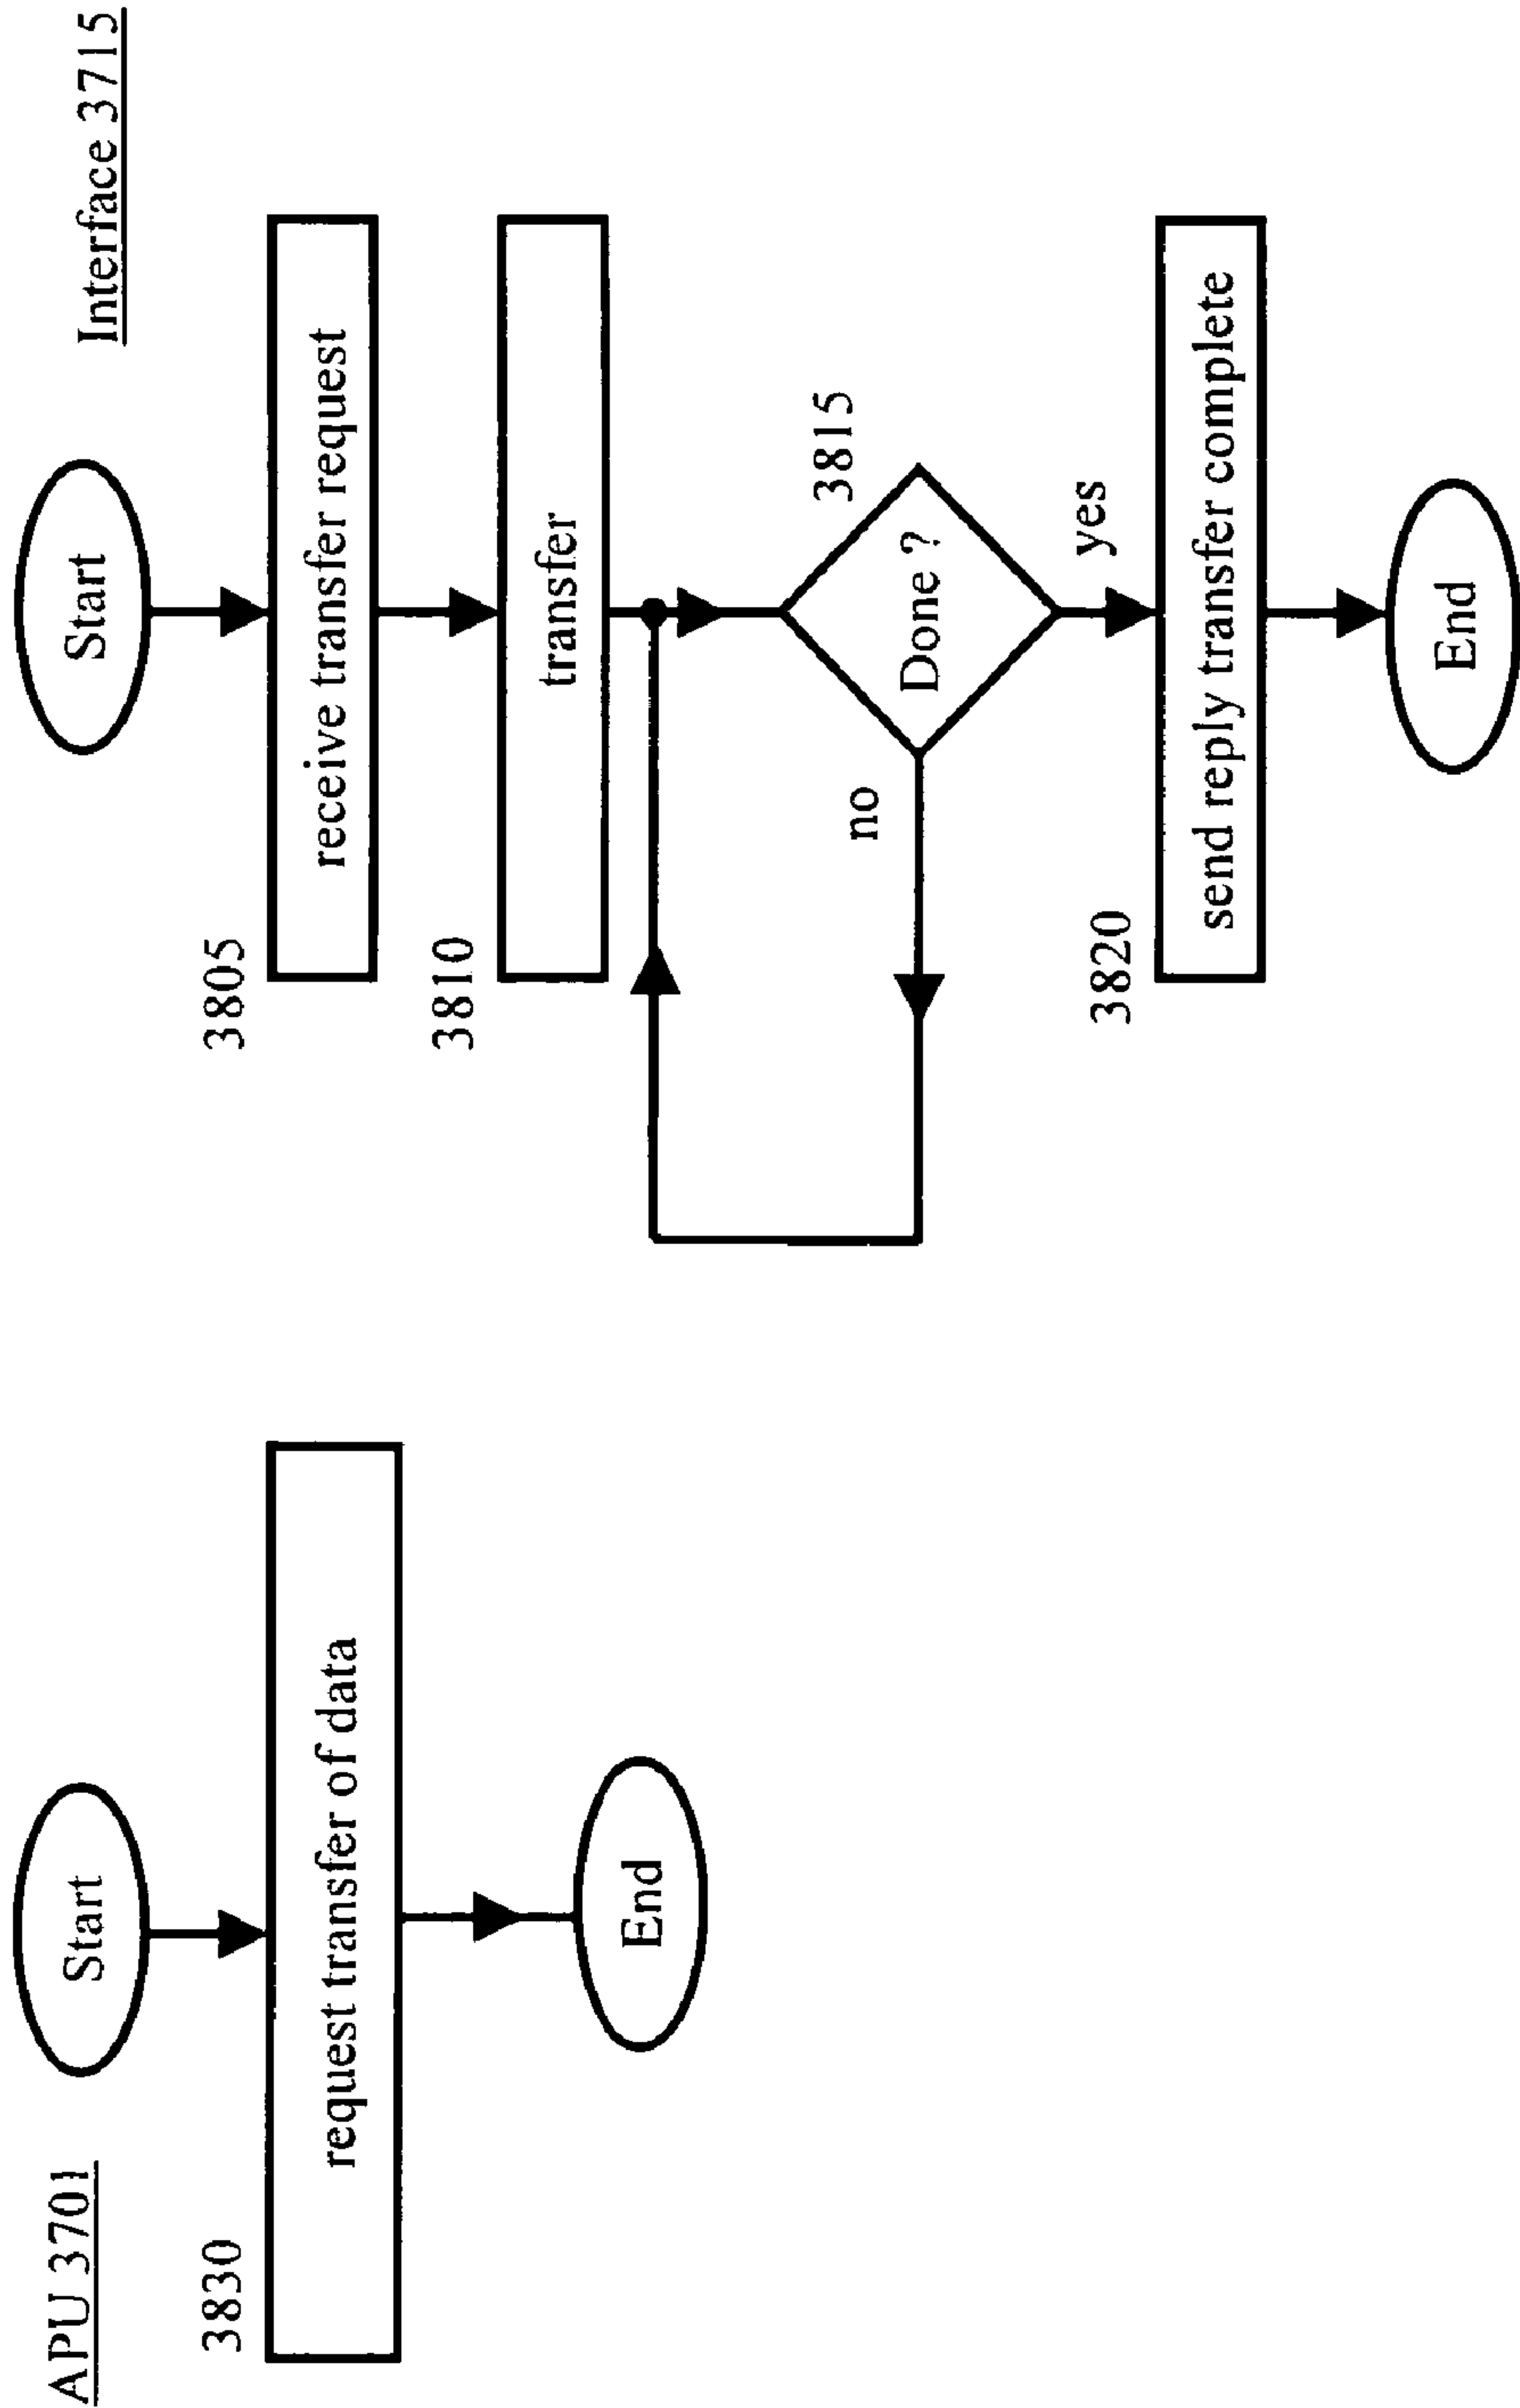 APU 3701
Start
3830
request transfer of data
End
Interface 3715
Start
3805
receive transfer request
3810
transfer
3815
Done ?
no
yes
3820
send reply transfer complete
End